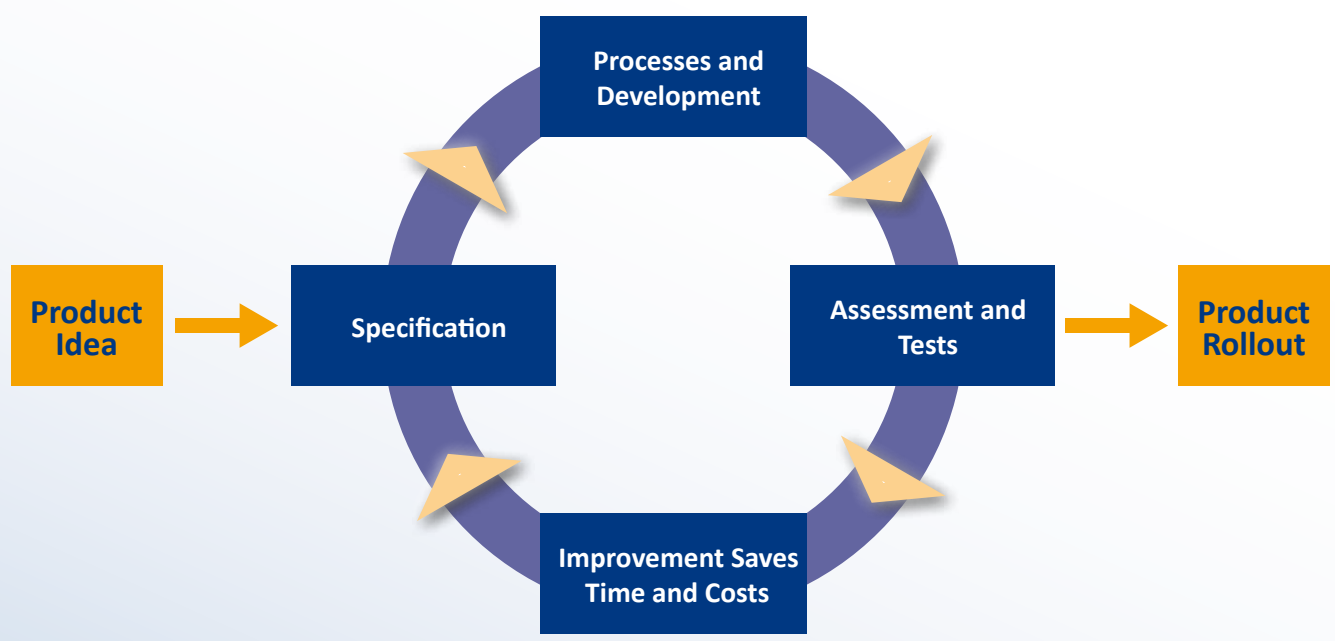 Processes and
Development
Product
Idea
Specification
Assessment and
Tests
Product
Rollout
Improvement Saves
Time and Costs